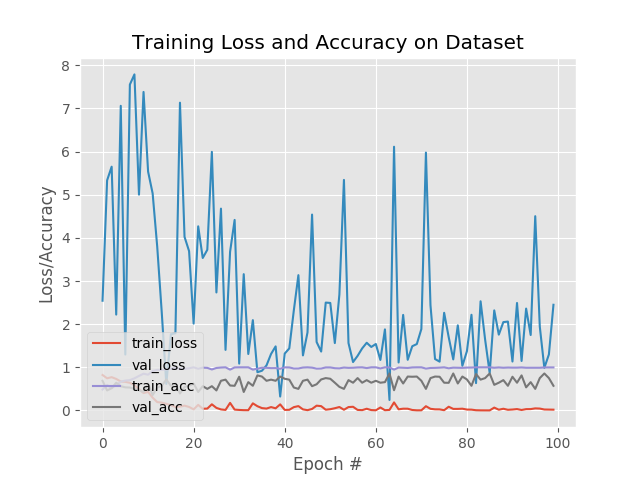 Training Loss and Accuracy on Dataset
Loss/Accuracy
8
7
6
5
4
3
2
1
0
train_loss
val_loss
train_acc
val_acc
0 20 40 60 80 100
Epoch #